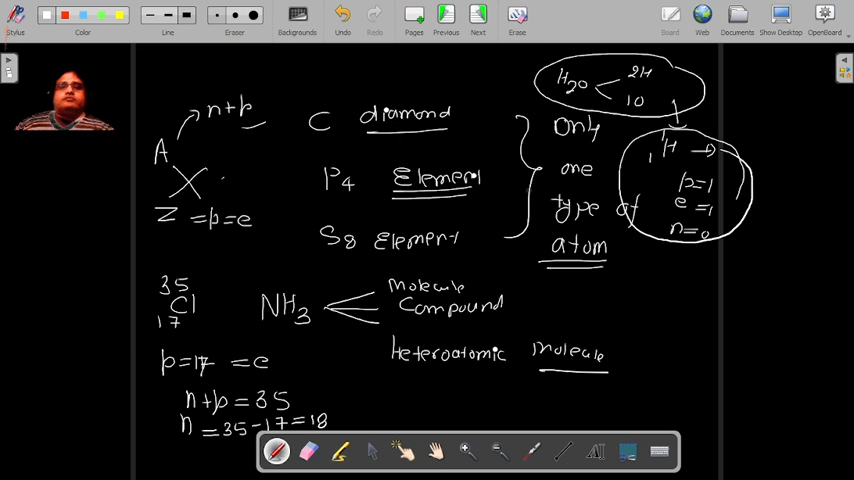 Stylus
Color
Line
Eraser
Backgrounds
Undo
Redo
Pages
Previous
Next
Erase
Board
Web
Documents
Show Desktop
OpenBoard
H2O
2H
1O
A
X
Z = p = e
n+p
C diamond
P4 Element
S8 Element
Only
one
type of
atom
1
1H
p=1
e=1
n=0
35
Cl
17
p=17 = e
n+p=35
n=35-17=18
NH3
Molecule
Compound
Heteroatomic molecule